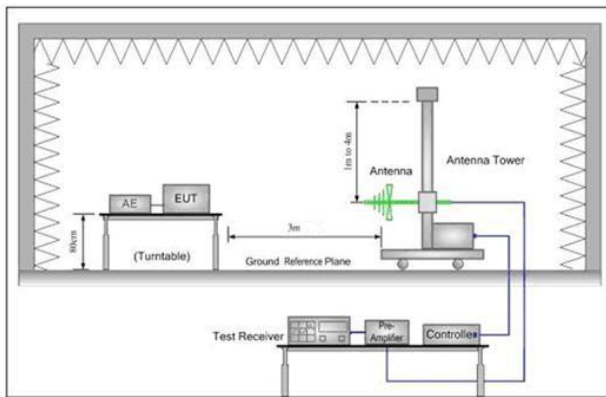 1m to 4m
Antenna
Antenna Tower
AE
EUT
80cm
(Turntable)
3m
Ground Reference Plane
Test Receiver
Pre-
Amplifier
Controller